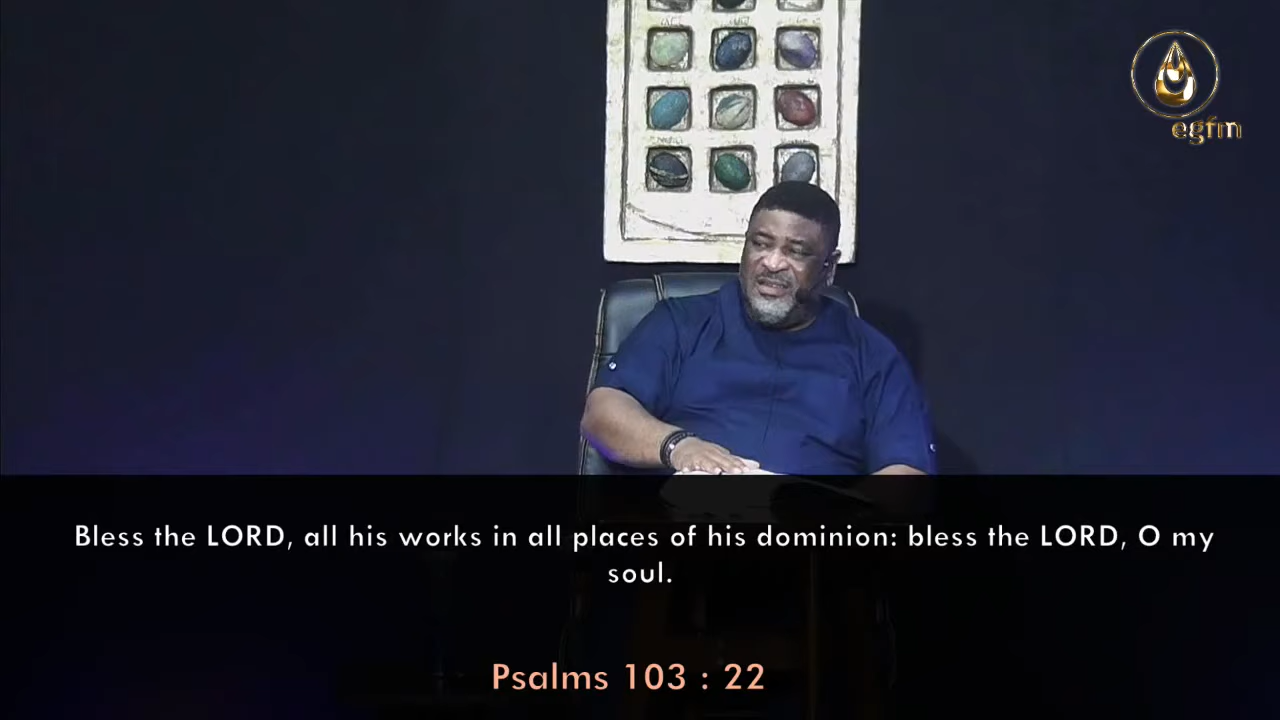 egfm
Bless the LORD, all his works in all places of his dominion: bless the LORD, O my
soul.
Psalms 103 : 22